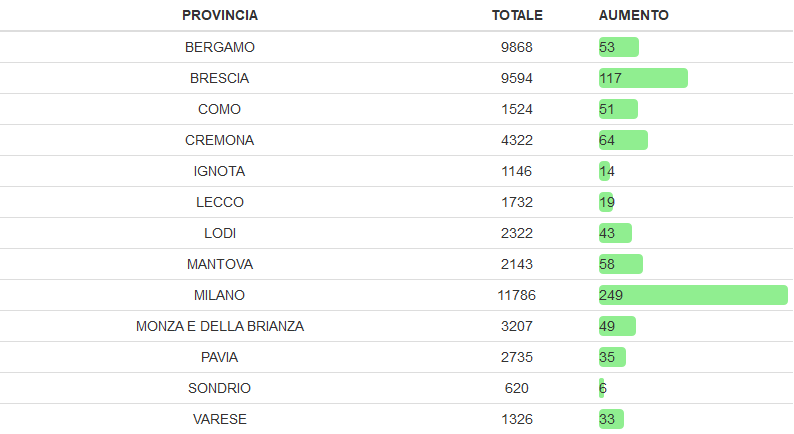 PROVINCIA TOTALE AUMENTO
BERGAMO 9868 53
BRESCIA 9594 117
COMO 1524 51
CREMONA 4322 64
IGNOTA 1146 14
LECCO 1732 19
LODI 2322 43
MANTOVA 2143 58
MILANO 11786 249
MONZA E DELLA BRIANZA 3207 49
PAVIA 2735 35
SONDRIO 620 6
VARESE 1326 33